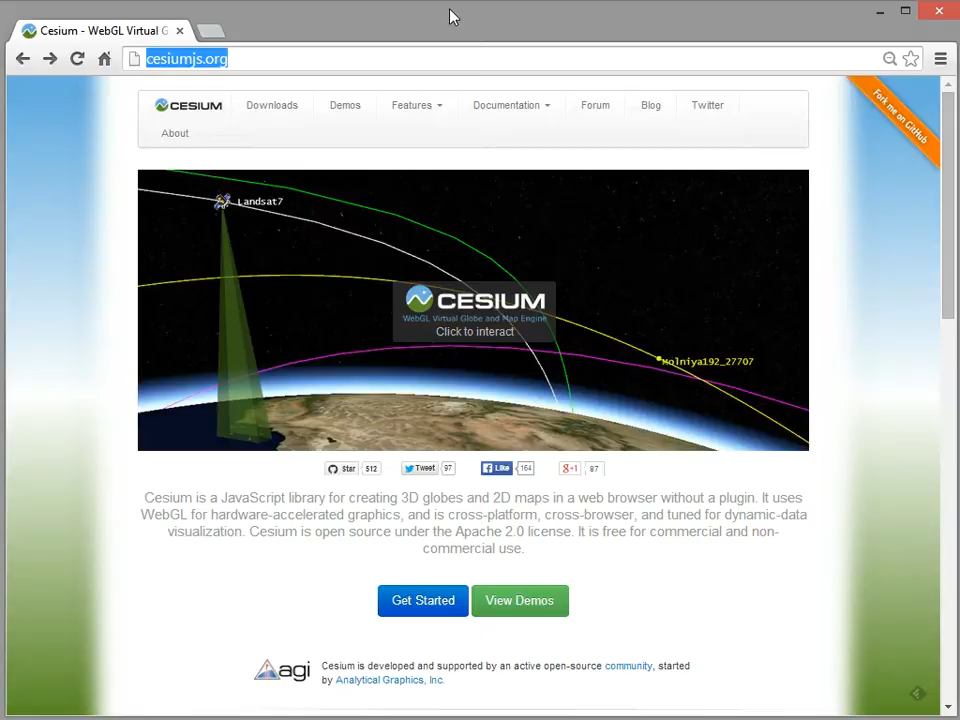 Cesium - WebGL Virtual G
cesiumjs.org
CESIUM Downloads Demos Features Documentation Forum Blog Twitter
About
Fork me on GitHub
Landsat7
CESIUM
WebGL Virtual Globe and Map Engine
Click to interact
Molniya192_27707
Star 512 Tweet 97 Like 164 g+1 87
Cesium is a JavaScript library for creating 3D globes and 2D maps in a web browser without a plugin. It uses
WebGL for hardware-accelerated graphics, and is cross-platform, cross-browser, and tuned for dynamic-data
visualization. Cesium is open source under the Apache 2.0 license. It is free for commercial and non-
commercial use.
Get Started View Demos
agi
Cesium is developed and supported by an active open-source community, started
by Analytical Graphics, Inc.